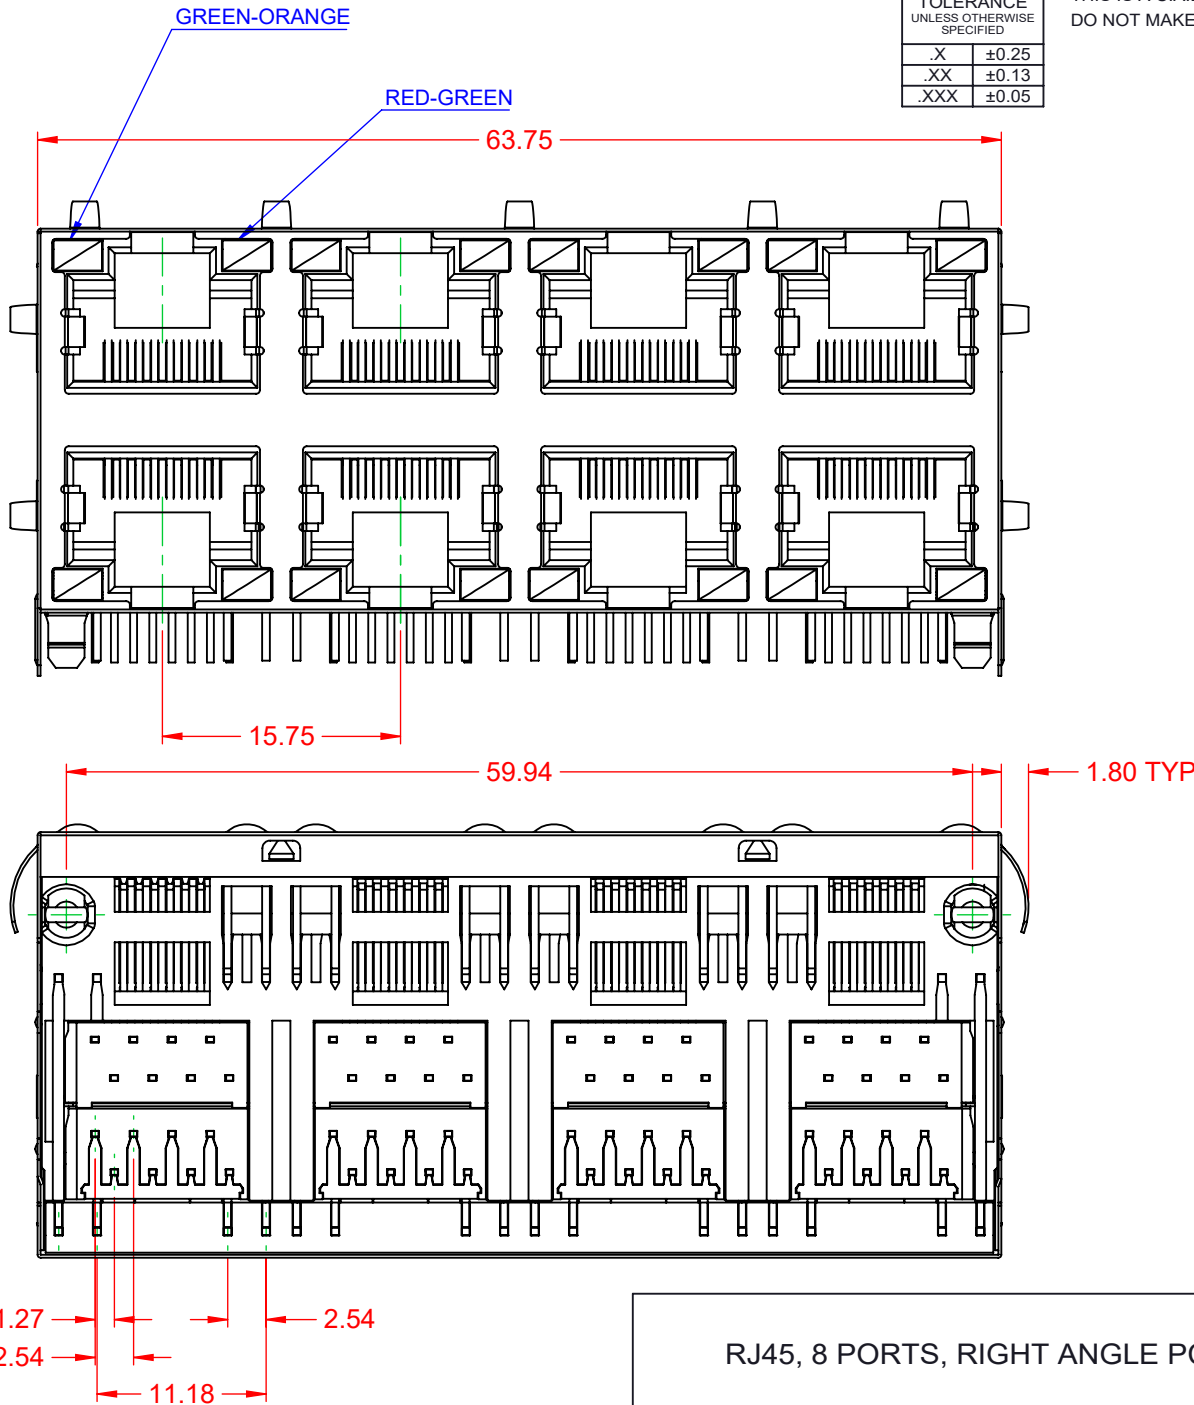 GREEN-ORANGE
TOLERANCE
UNLESS OTHERWISE
SPECIFIED
.X ±0.25
.XX ±0.13
.XXX ±0.05
DO NOT MAKE
RED-GREEN
63.75
15.75
59.94
1.80 TYP
1.27
2.54
2.54
11.18
RJ45, 8 PORTS, RIGHT ANGLE